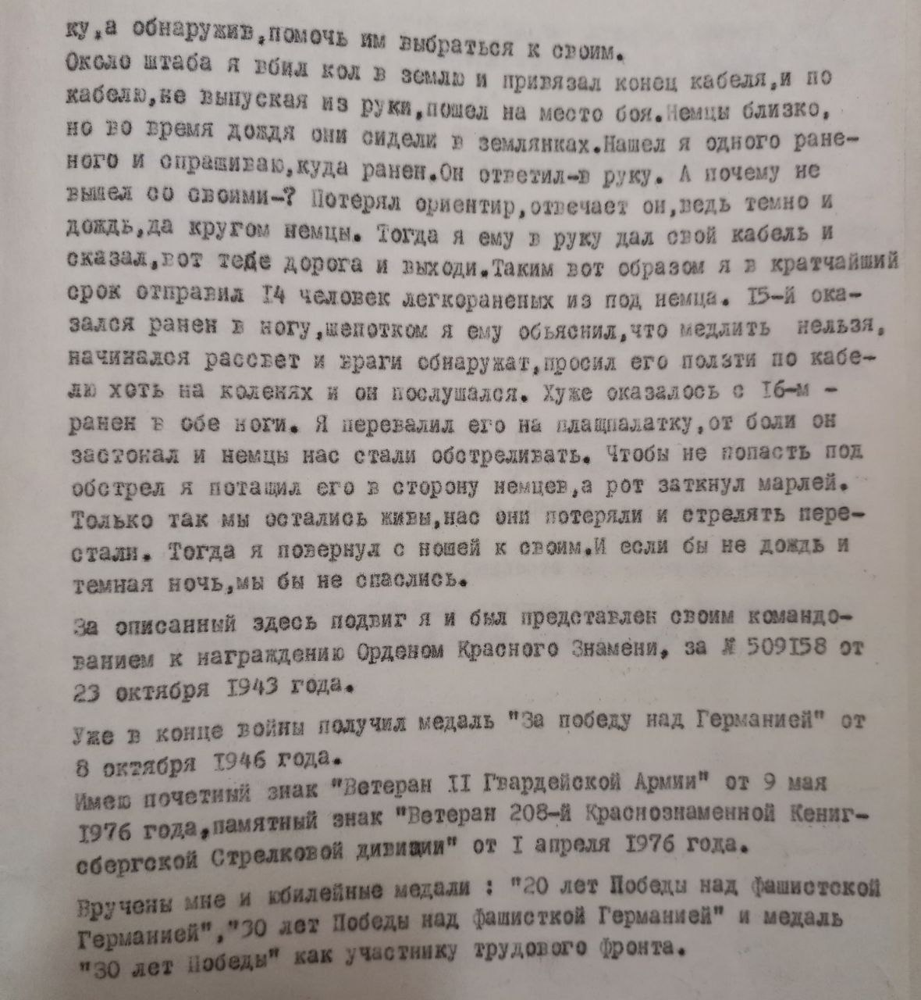 ку,а обнаружив,помочь им выбраться к своим.
Около штаба я вбил кол в землю и привязал конец кабеля,и по
кабелю,не выпуская из руки,пошел на место боя.Немцы близко,
но во время дождя они сидели в землянках.Нашел я одного ране-
ного и спрашиваю,куда ранен.Он ответил-в руку. А почему не
вышел со своими-? Потерял ориентир,отвечает он,ведь темно и
дождь,да кругом немцы. Тогда я ему в руку дал свой кабель и
сказал,вот тебе дорога и выходи.Таким вот образом я в кратчайший
срок отправил I4 человек легкораненых из под немца. I5-й ока-
зался ранен в ногу,шепотком я ему обьяснил,что медлить нельзя,
начинался рассвет и враги обнаружат,просил его ползти по кабе-
лю хоть на коленях и он послушался. Хуже оказалось с I6-м -
ранен в обе ноги. Я перевалил его на плащпалатку,от боли он
застонал и немцы нас стали обстреливать. Чтобы не попасть под
обстрел я потащил его в сторону немцев,а рот заткнул марлей.
Только так мы остались живы,нас они потеряли и стрелять пере-
стали. Тогда я повернул с ношей к своим.И если бы не дождь и
темная ночь,мы бы не спаслись.
За описанный здесь подвиг я и был представлен своим командо-
ванием к награждению Орденом Красного Знамени, за № 509I58 от
23 октября I943 года.
Уже в конце войны получил медаль "За победу над Германией" от
8 октября I946 года.
Имею почетный знак "Ветеран II Гвардейской Армии" от 9 мая
I976 года,памятный знак "Ветеран 208-й Краснознаменной Кениг-
сбергской Стрелковой дивизии" от I апреля I976 года.
Вручены мне и юбилейные медали : "20 лет Победы над фашистской
Германией","30 лет Победы над фашисткой Германией" и медаль
"30 лет Победы" как участнику трудового фронта.